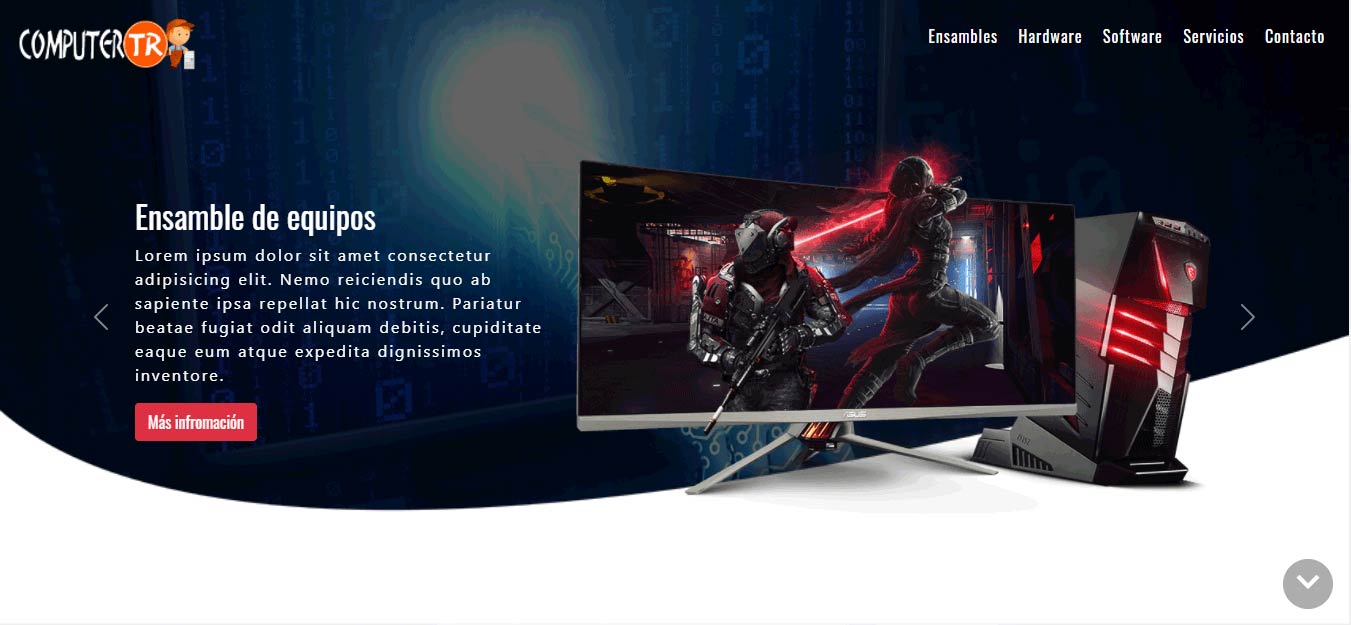 COMPUTER TR
Ensambles Hardware Software Servicios Contacto
Ensamble de equipos
Lorem ipsum dolor sit amet consectetur
adipisicing elit. Nemo reiciendis quo ab
sapiente ipsa repellat hic nostrum. Pariatur
beatae fugiat odit aliquam debitis, cupiditate
eaque eum atque expedita dignissimos
inventore.
Más infromación
ASUS